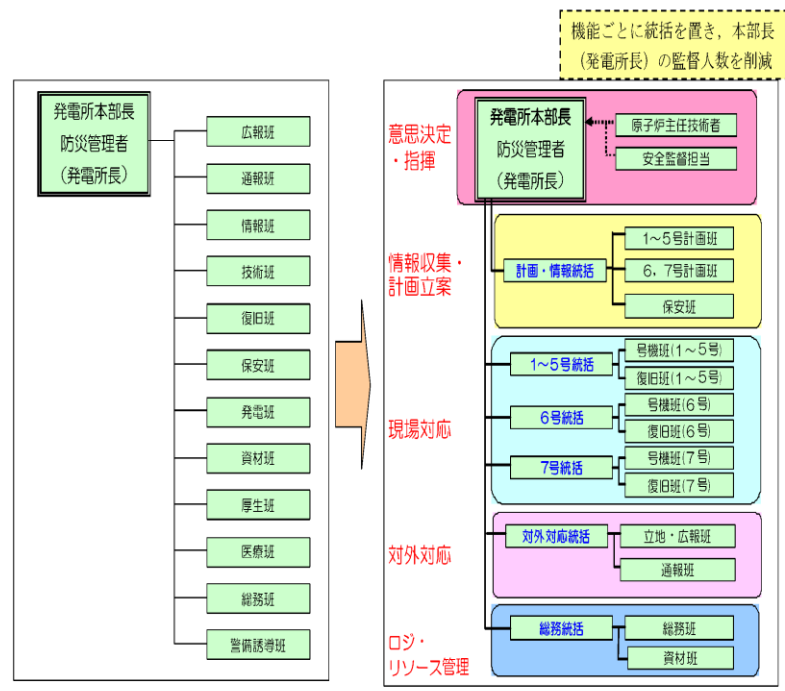 機能ごとに統括を置き，本部長
（発電所長）の監督人数を削減
発電所本部長
防災管理者
（発電所長）
広報班
通報班
情報班
技術班
復旧班
保安班
発電班
資材班
厚生班
医療班
総務班
警備誘導班
意思決定
・指揮
発電所本部長
防災管理者
（発電所長）
原子炉主任技術者
安全監督担当
情報収集・
計画立案
計画・情報統括
1～5号計画班
6，7号計画班
保安班
現場対応
1～5号統括
号機班(1～5号)
復旧班(1～5号)
6号統括
号機班(6号)
復旧班(6号)
7号統括
号機班(7号)
復旧班(7号)
対外対応
対外対応統括
立地・広報班
通報班
ロジ・
リソース管理
総務統括
総務班
資材班